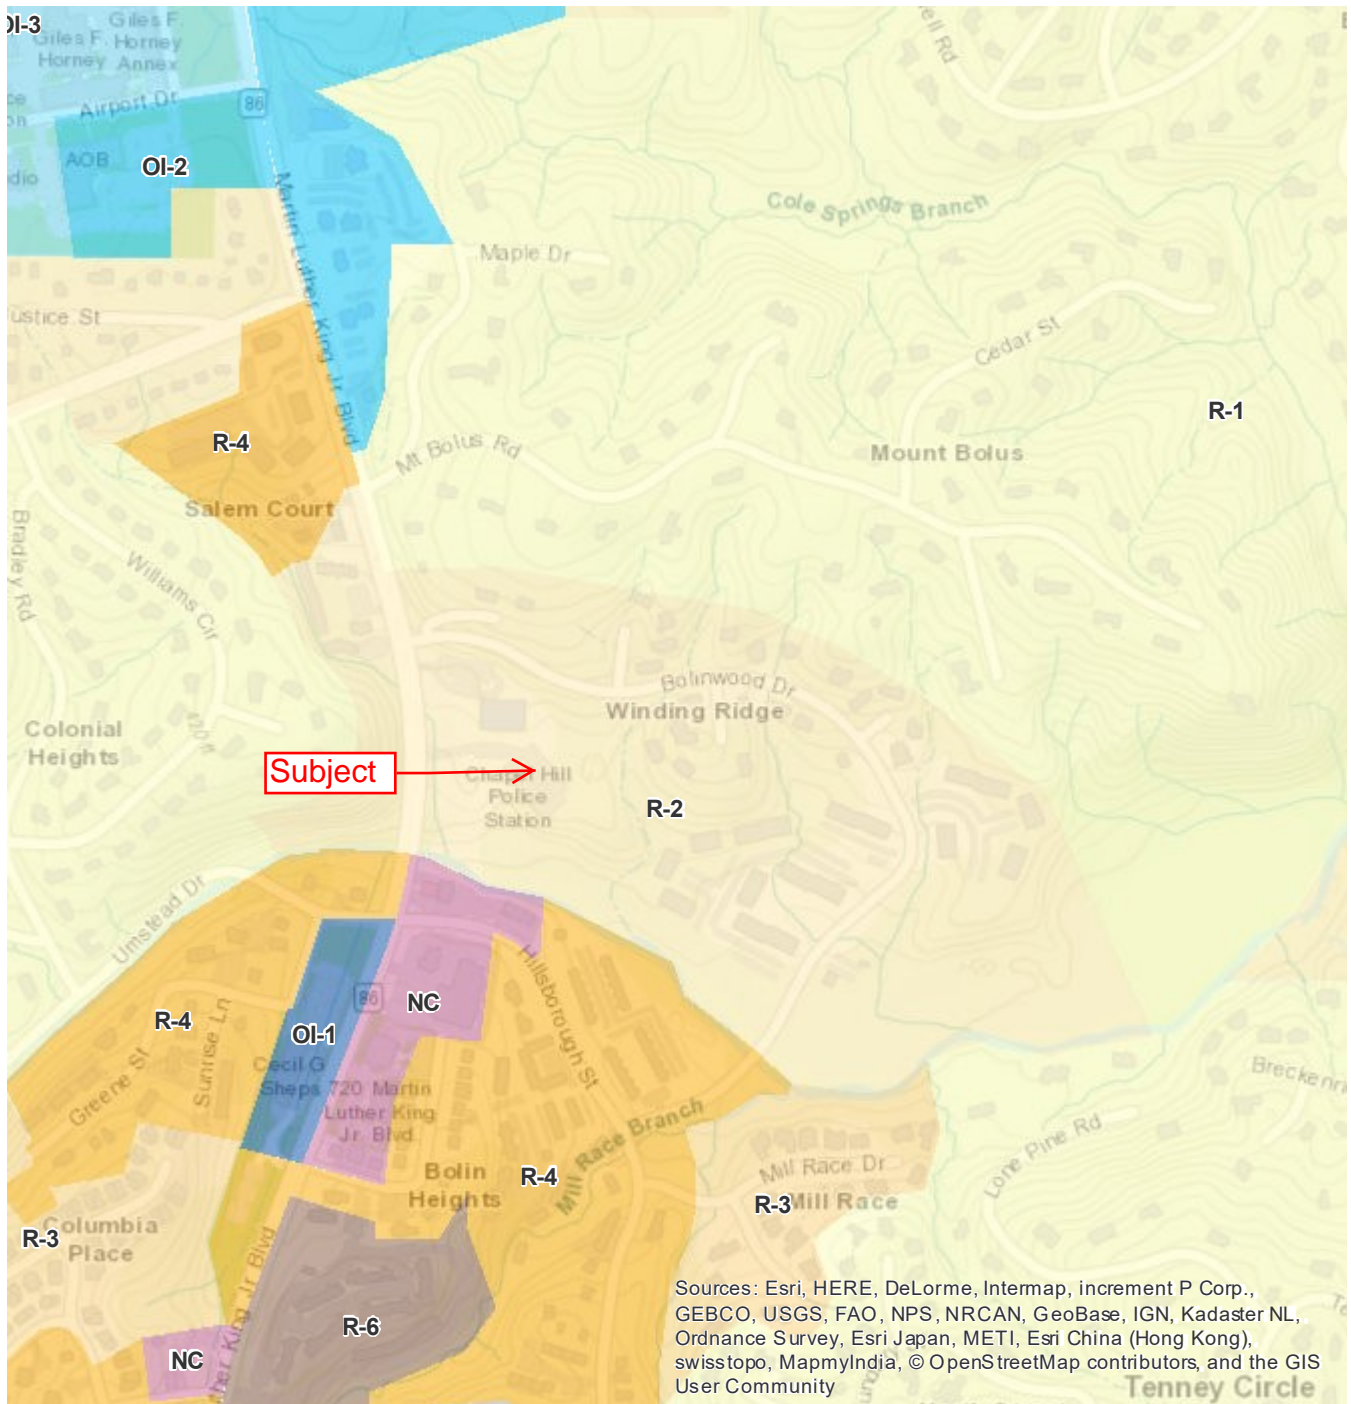 OI-3
Giles F.
Horney
Annex
Giles F.
Horney
Airport Dr
86
AOB
OI-2
Martin Luther King Jr Blvd
Cole Springs Branch
Maple Dr
Cedar St
R-1
R-4
Mt Bolus Rd
Mount Bolus
Salem Court
Bradley Rd
Williams Cir
Bolinwood Dr
Winding Ridge
Colonial
Heights
Subject
Chapel Hill
Police
Station
R-2
Umstead Dr
Hillsborough St
86
NC
R-4
Sunrise Ln
OI-1
Greene St
Cecil G
Sheps
720 Martin
Luther King
Jr. Blvd.
Mill Race Branch
Lone Pine Rd
Bolin
Heights
R-4
Mill Race Dr
R-3
Mill Race
R-3
Columbia
Place
R-6
NC
Sources: Esri, HERE, DeLorme, Intermap, increment P Corp.,
GEBCO, USGS, FAO, NPS, NRCAN, GeoBase, IGN, Kadaster NL,
Ordnance Survey, Esri Japan, METI, Esri China (Hong Kong),
swisstopo, MapmyIndia, © OpenStreetMap contributors, and the GIS
User Community
Tenney Circle